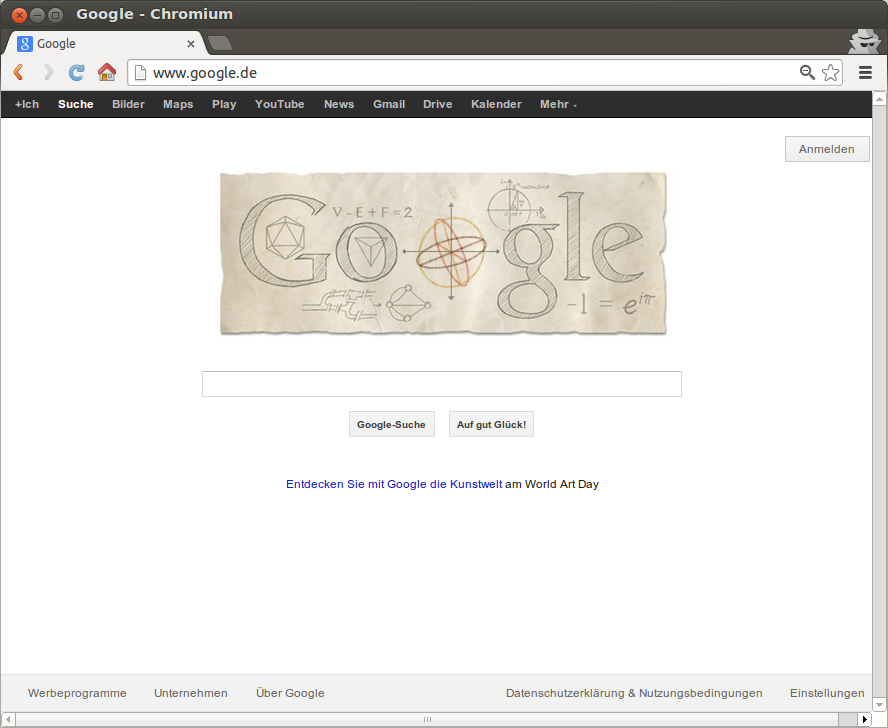 Google - Chromium
Google
www.google.de
+Ich Suche Bilder Maps Play YouTube News Gmail Drive Kalender Mehr
Anmelden
Google
V-E+F=2
-1 = e^iπ
Google-Suche Auf gut Glück!
Entdecken Sie mit Google die Kunstwelt am World Art Day
Werbeprogramme Unternehmen Über Google Datenschutzerklärung & Nutzungsbedingungen Einstellungen